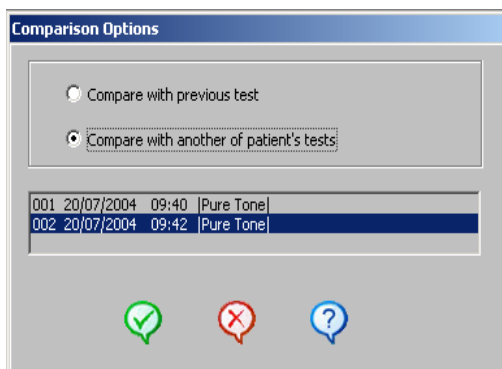 Comparison Options
Compare with previous test
Compare with another of patient's tests
001 20/07/2004 09:40 |Pure Tone|
002 20/07/2004 09:42 |Pure Tone|
?